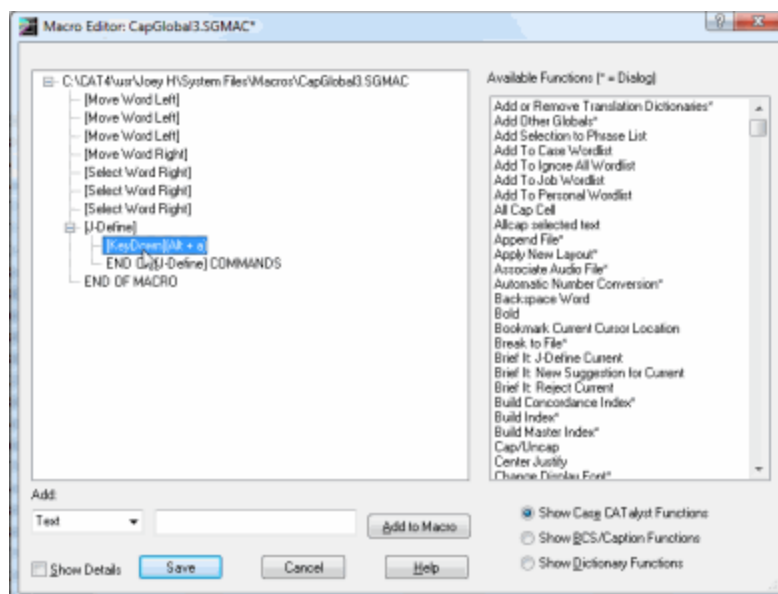 Macro Editor: CapGlobal3.SGMAC*
C:\CAT4\usr\Joey H\System Files\Macros\CapGlobal3.SGMAC
[Move Word Left]
[Move Word Left]
[Move Word Left]
[Move Word Right]
[Select Word Right]
[Select Word Right]
[Select Word Right]
[J-Define]
[KeyDown](Alt + a)
END OF [J-Define] COMMANDS
END OF MACRO
Available Functions (* = Dialog)
Add or Remove Translation Dictionaries*
Add Other Globals*
Add Selection to Phrase List
Add To Case Wordlist
Add To Ignore All Wordlist
Add To Job Wordlist
Add To Personal Wordlist
All Cap Cell
Allcap selected text
Append File*
Apply New Layout*
Associate Audio File*
Automatic Number Conversion*
Backspace Word
Bold
Bookmark Current Cursor Location
Break to File*
Brief It: J-Define Current
Brief It: New Suggestion for Current
Brief It: Reject Current
Build Concordance Index*
Build Index*
Build Master Index*
Cap/Uncap
Center Justify
Change Display Font*
Add:
Text
Add to Macro
Show Details
Save
Cancel
Help
Show Case CATalyst Functions
Show BCS/Caption Functions
Show Dictionary Functions